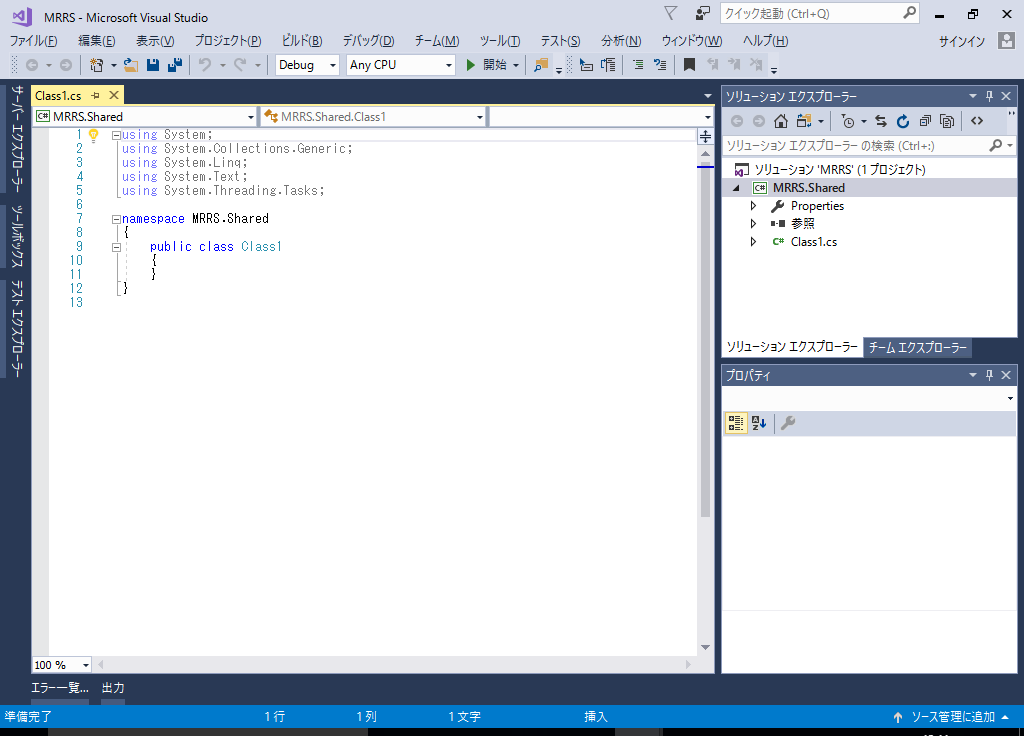 MRRS - Microsoft Visual Studio
クイック起動 (Ctrl+Q)
ファイル(F) 編集(E) 表示(V) プロジェクト(P) ビルド(B) デバッグ(D) チーム(M) ツール(T) テスト(S) 分析(N) ウィンドウ(W) ヘルプ(H) サインイン
Debug Any CPU 開始
サーバー エクスプローラー
ツールボックス
テスト エクスプローラー
Class1.cs
MRRS.Shared MRRS.Shared.Class1
1 using System;
2 using System.Collections.Generic;
3 using System.Linq;
4 using System.Text;
5 using System.Threading.Tasks;
6
7 namespace MRRS.Shared
8 {
9 public class Class1
10 {
11 }
12 }
13
100 %
ソリューション エクスプローラー
ソリューション エクスプローラー の検索 (Ctrl+:)
ソリューション 'MRRS' (1 プロジェクト)
C# MRRS.Shared
Properties
参照
C# Class1.cs
ソリューション エクスプローラー チーム エクスプローラー
プロパティ
エラー一覧... 出力
準備完了 1 行 1 列 1 文字 挿入 ソース管理に追加